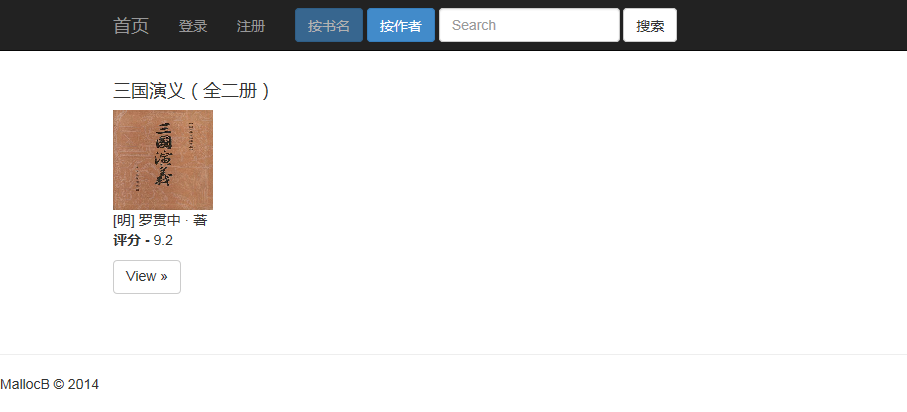 首页 登录 注册 按书名 按作者 Search 搜索
三国演义（全二册）
三國演義
[明] 罗贯中 · 著
评分 - 9.2
View »
MallocB © 2014